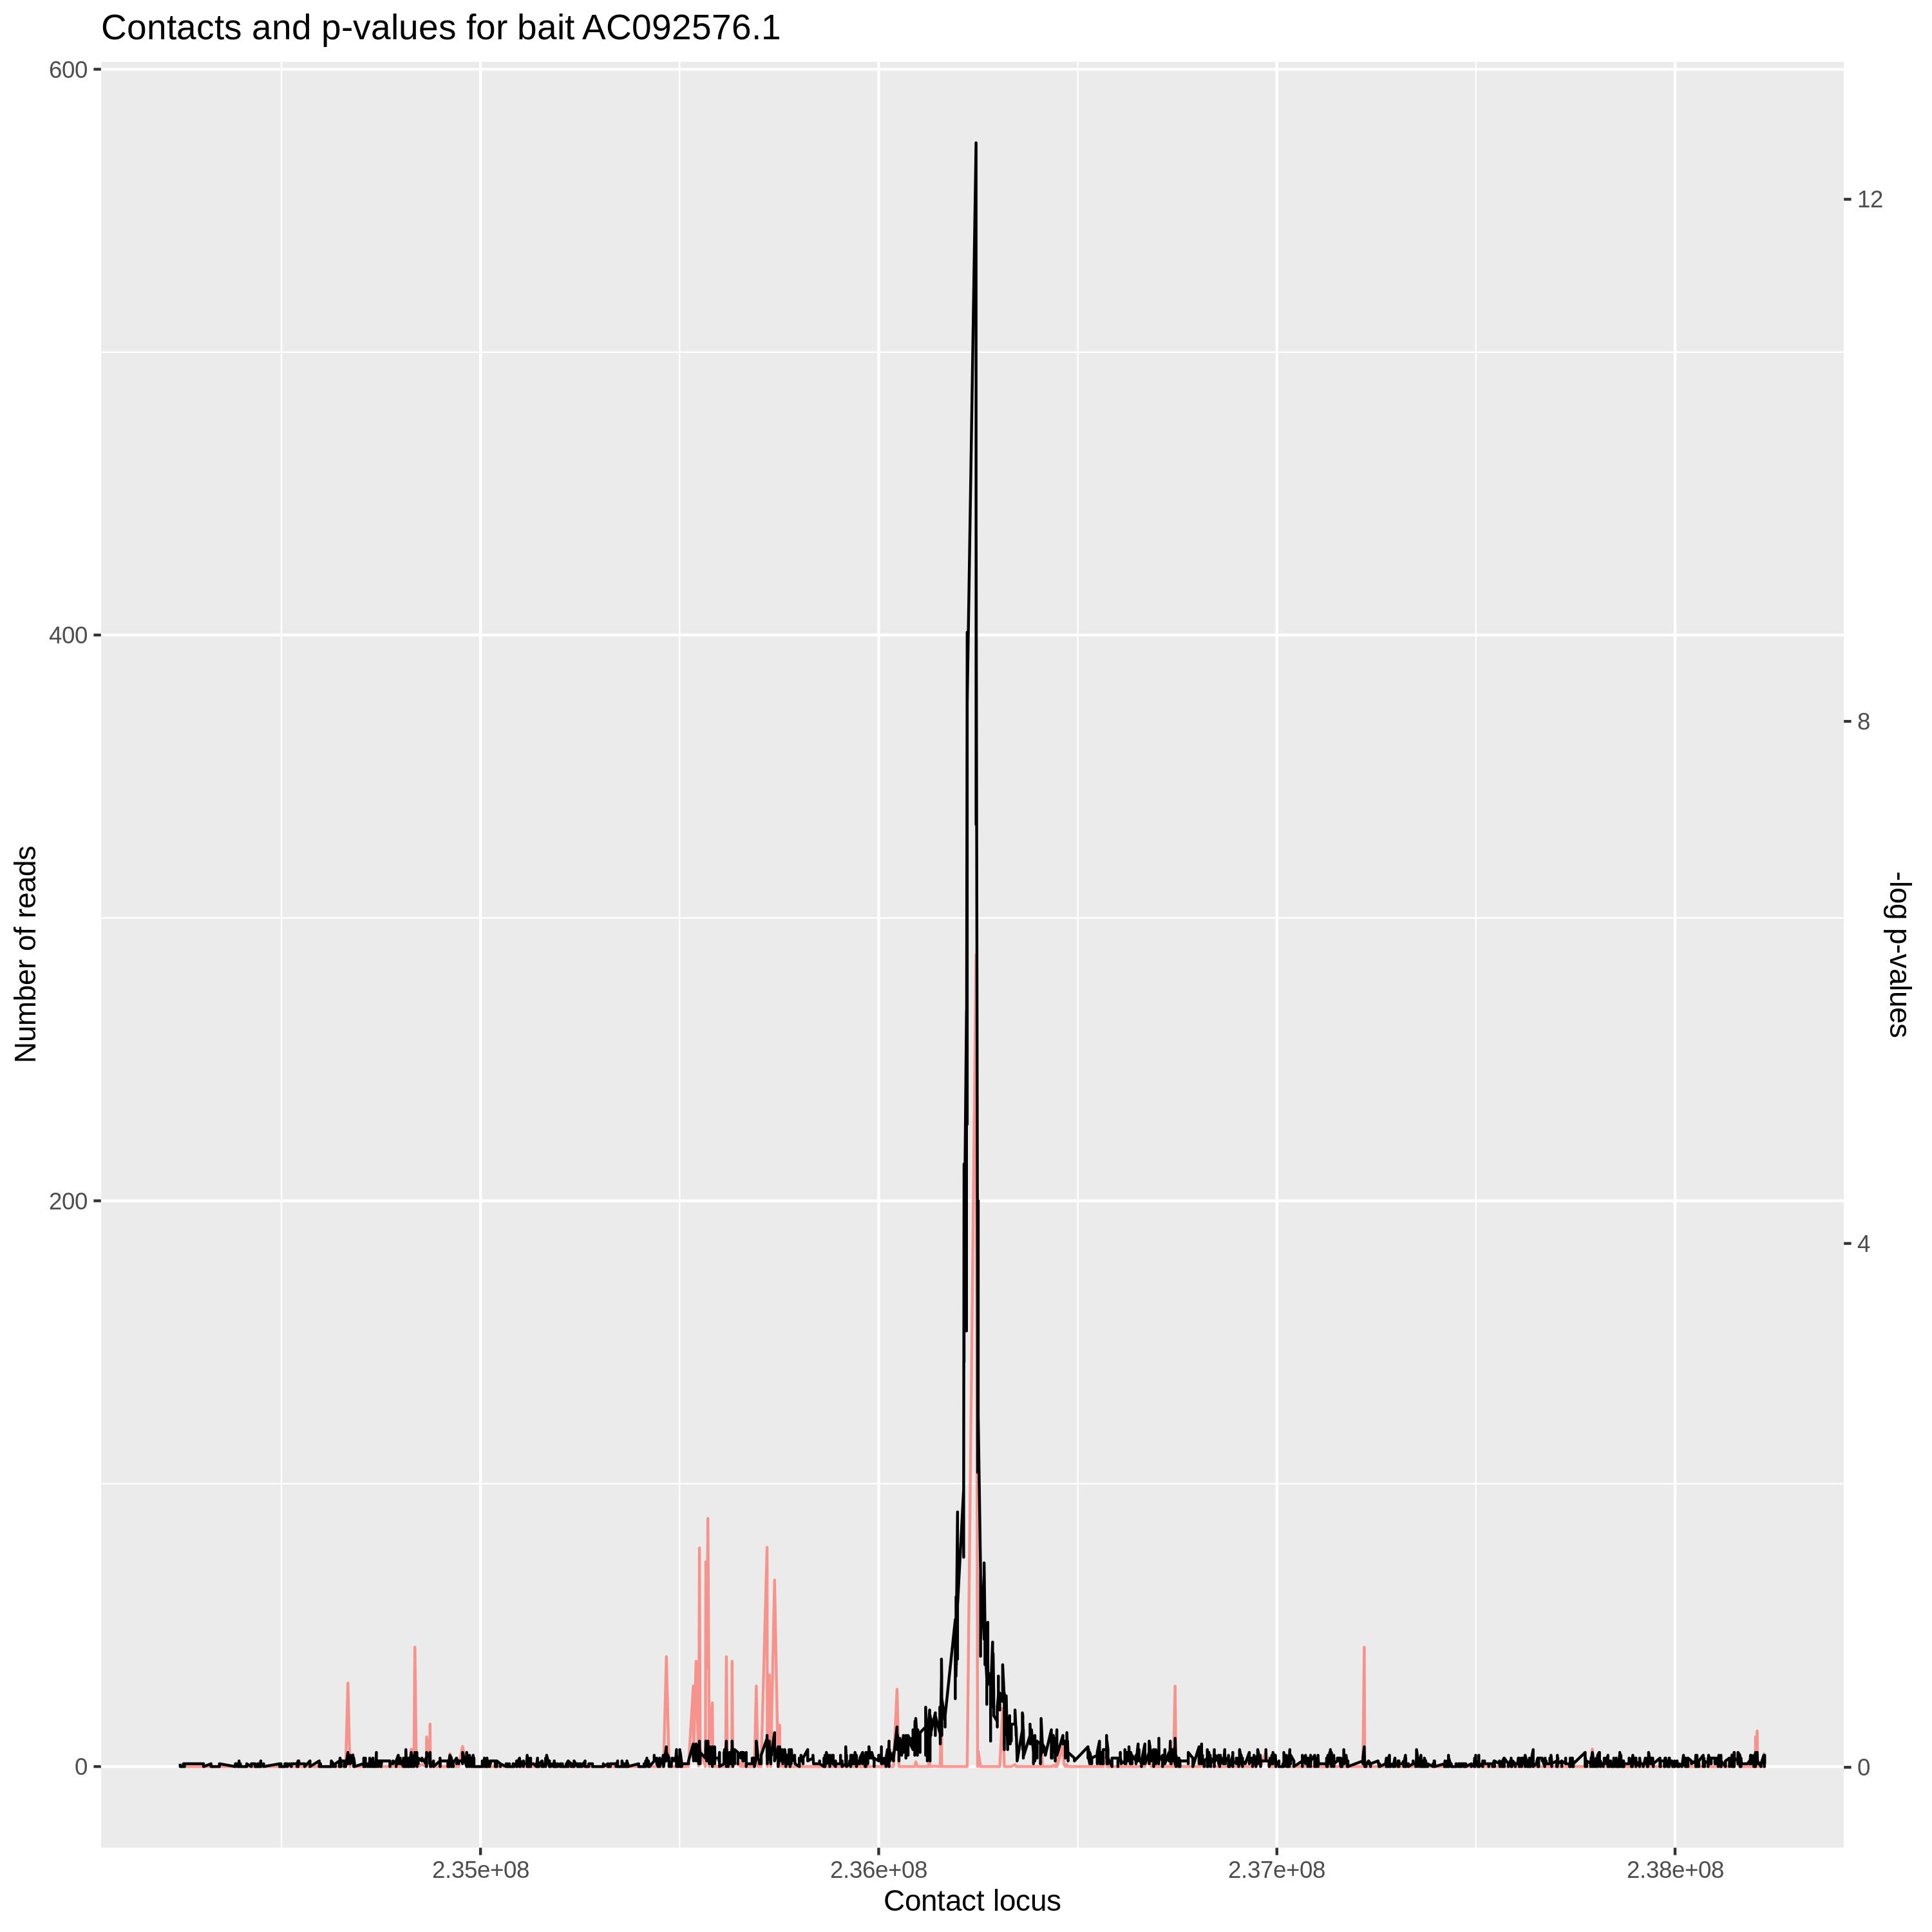 Contacts and p-values for bait AC092576.1
600
400
200
0
12
8
4
0
Number of reads
-log p-values
2.35e+08 2.36e+08 2.37e+08 2.38e+08
Contact locus